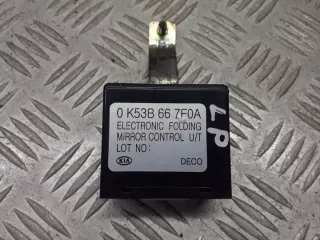 0 K53B 66 7F0A
ELECTRONIC FOLDING
MIRROR CONTROL U/T
LOT NO:
KIA DECO
LP